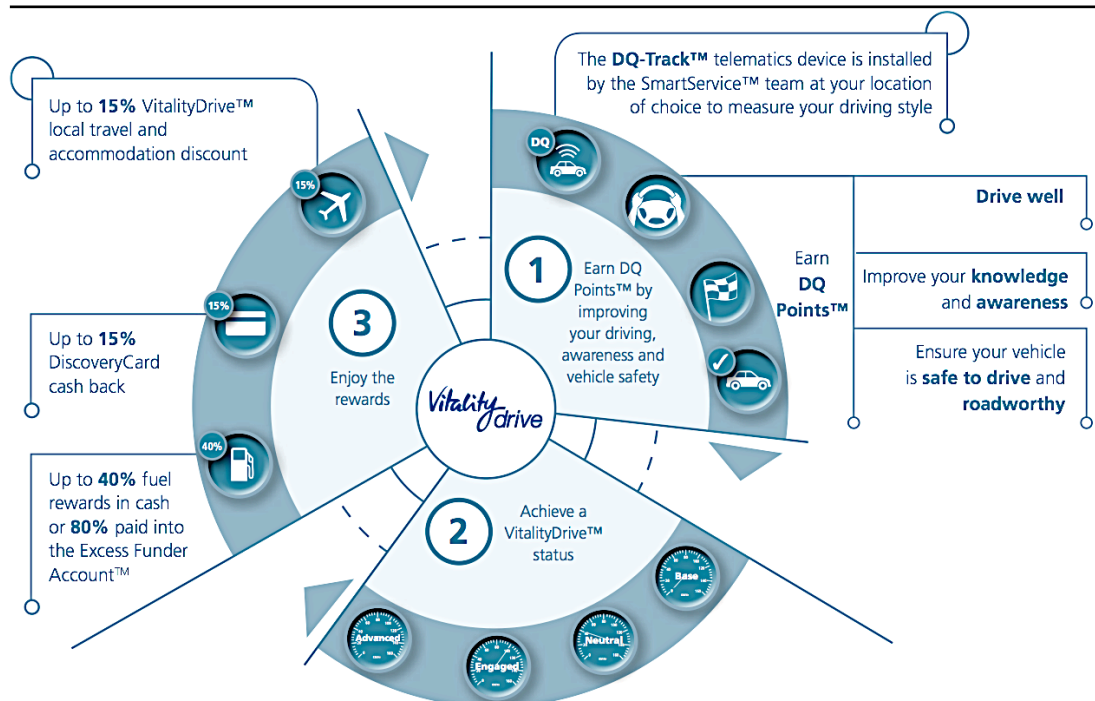 Up to 15% VitalityDrive™
local travel and
accommodation discount
The DQ-Track™ telematics device is installed
by the SmartService™ team at your location
of choice to measure your driving style
15%
DQ
Drive well
Earn
DQ
Points™
Improve your knowledge
and awareness
Ensure your vehicle
is safe to drive and
roadworthy
1
Earn DQ
Points™ by
improving
your driving,
awareness and
vehicle safety
3
Enjoy the
rewards
15%
Up to 15%
DiscoveryCard
cash back
Vitality
drive
40%
Up to 40% fuel
rewards in cash
or 80% paid into
the Excess Funder
Account™
2
Achieve a
VitalityDrive™
status
Base
Neutral
Engaged
Advanced